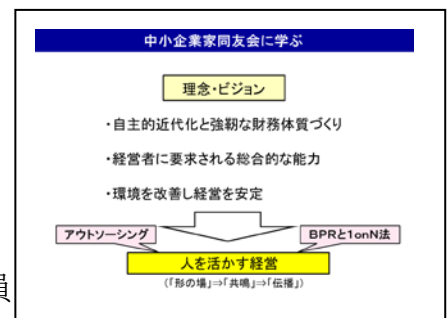 中小企業家同友会に学ぶ
理念・ビジョン
・自主的近代化と強靭な財務体質づくり
・経営者に要求される総合的な能力
・環境を改善し経営を安定
アウトソーシング
BPRと1onN法
人を活かす経営
(「形の場」⇒「共鳴」⇒「伝播」)
員